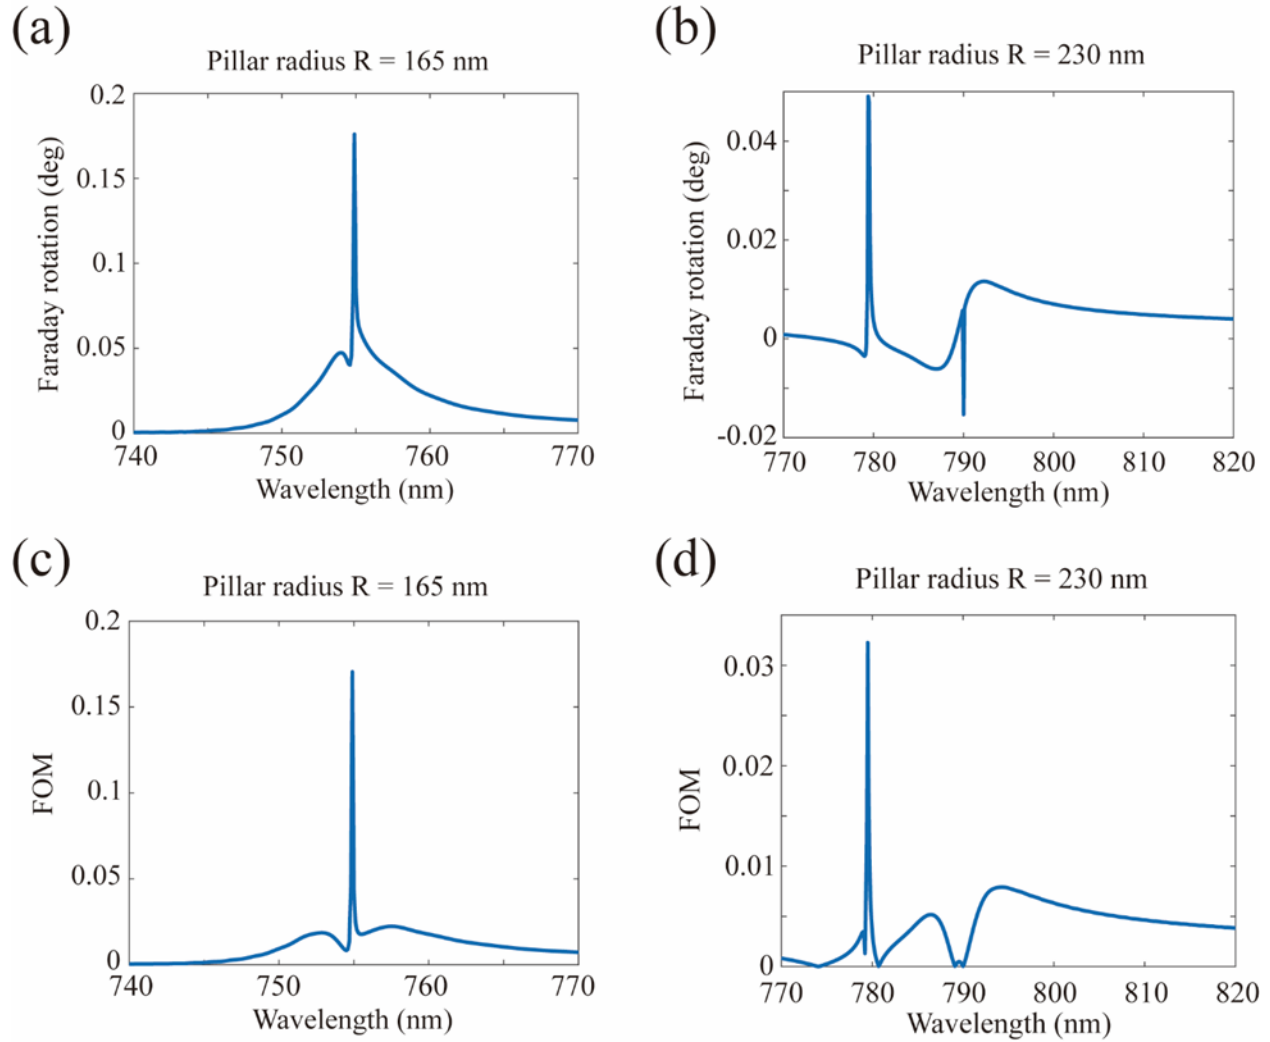 (a)
Pillar radius R = 165 nm
Faraday rotation (deg)
0.2
0.15
0.1
0.05
0
740 750 760 770
Wavelength (nm)
(b)
Pillar radius R = 230 nm
Faraday rotation (deg)
0.04
0.02
0
-0.02
770 780 790 800 810 820
Wavelength (nm)
(c)
Pillar radius R = 165 nm
FOM
0.2
0.15
0.1
0.05
0
740 750 760 770
Wavelength (nm)
(d)
Pillar radius R = 230 nm
FOM
0.03
0.02
0.01
0
770 780 790 800 810 820
Wavelength (nm)